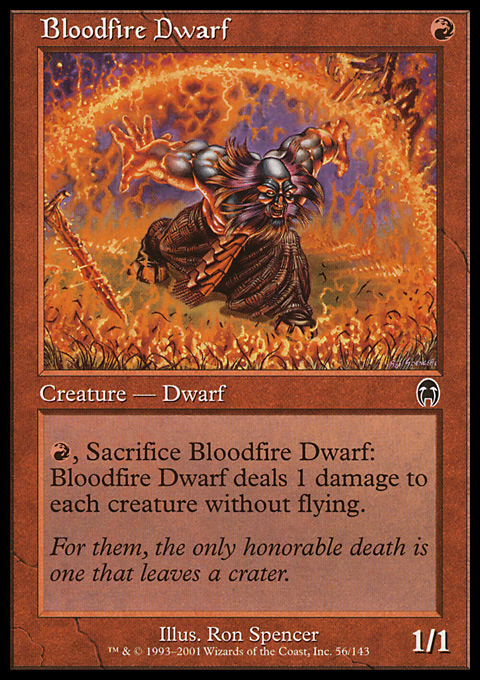 Bloodfire Dwarf
Creature — Dwarf
, Sacrifice Bloodfire Dwarf:
Bloodfire Dwarf deals 1 damage to
each creature without flying.
For them, the only honorable death is
one that leaves a crater.
Illus. Ron Spencer
™ & © 1993–2001 Wizards of the Coast, Inc. 56/143
1/1